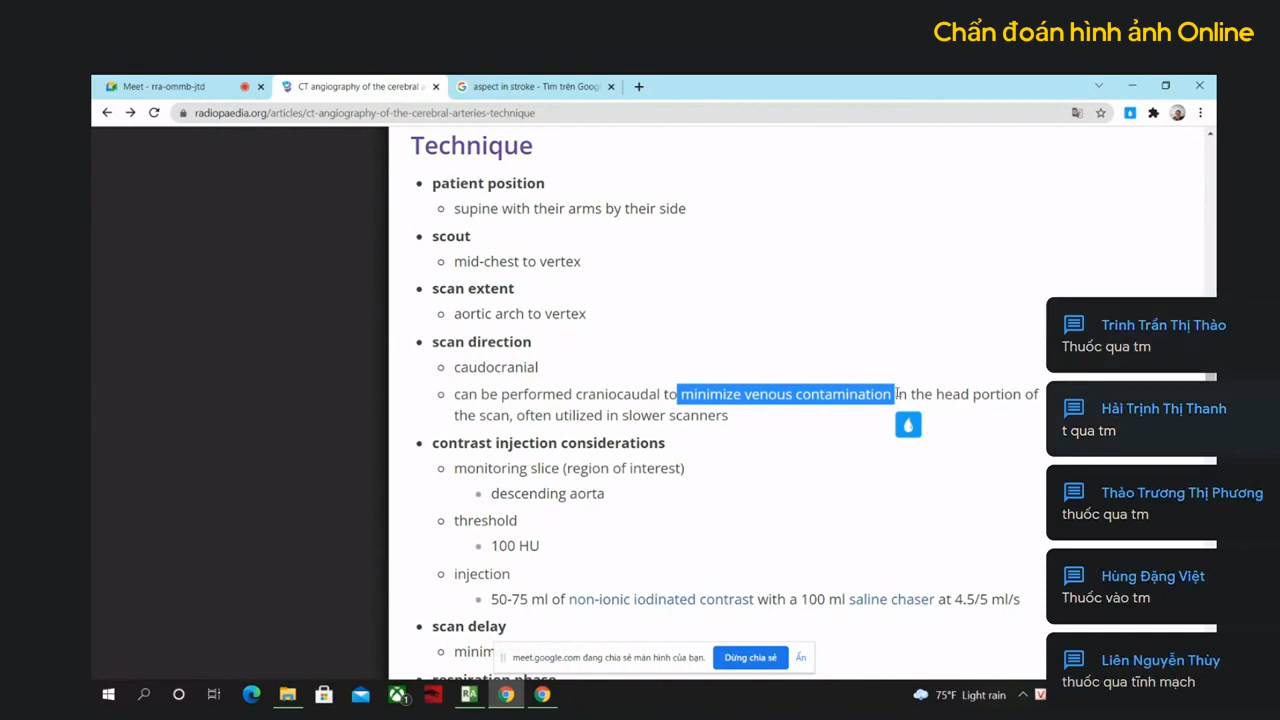 Chẩn đoán hình ảnh Online
Meet - rra-ommb-jtd
CT angiography of the cerebral a
aspect in stroke - Tìm trên Goog
radiopaedia.org/articles/ct-angiography-of-the-cerebral-arteries-technique
Technique
patient position
supine with their arms by their side
scout
mid-chest to vertex
scan extent
aortic arch to vertex
scan direction
caudocranial
can be performed craniocaudal to minimize venous contamination in the head portion of
the scan, often utilized in slower scanners
contrast injection considerations
monitoring slice (region of interest)
descending aorta
threshold
100 HU
injection
50-75 ml of non-ionic iodinated contrast with a 100 ml saline chaser at 4.5/5 ml/s
scan delay
minim
respiration phase
meet.google.com đang chia sẻ màn hình của bạn.
Dừng chia sẻ
Ẩn
Trinh Trần Thị Thảo
Thuốc qua tm
Hải Trịnh Thị Thanh
t qua tm
Thảo Trương Thị Phương
thuốc qua tm
Hùng Đặng Việt
Thuốc vào tm
Liên Nguyễn Thùy
thuốc qua tĩnh mạch
RA
75°F Light rain
V